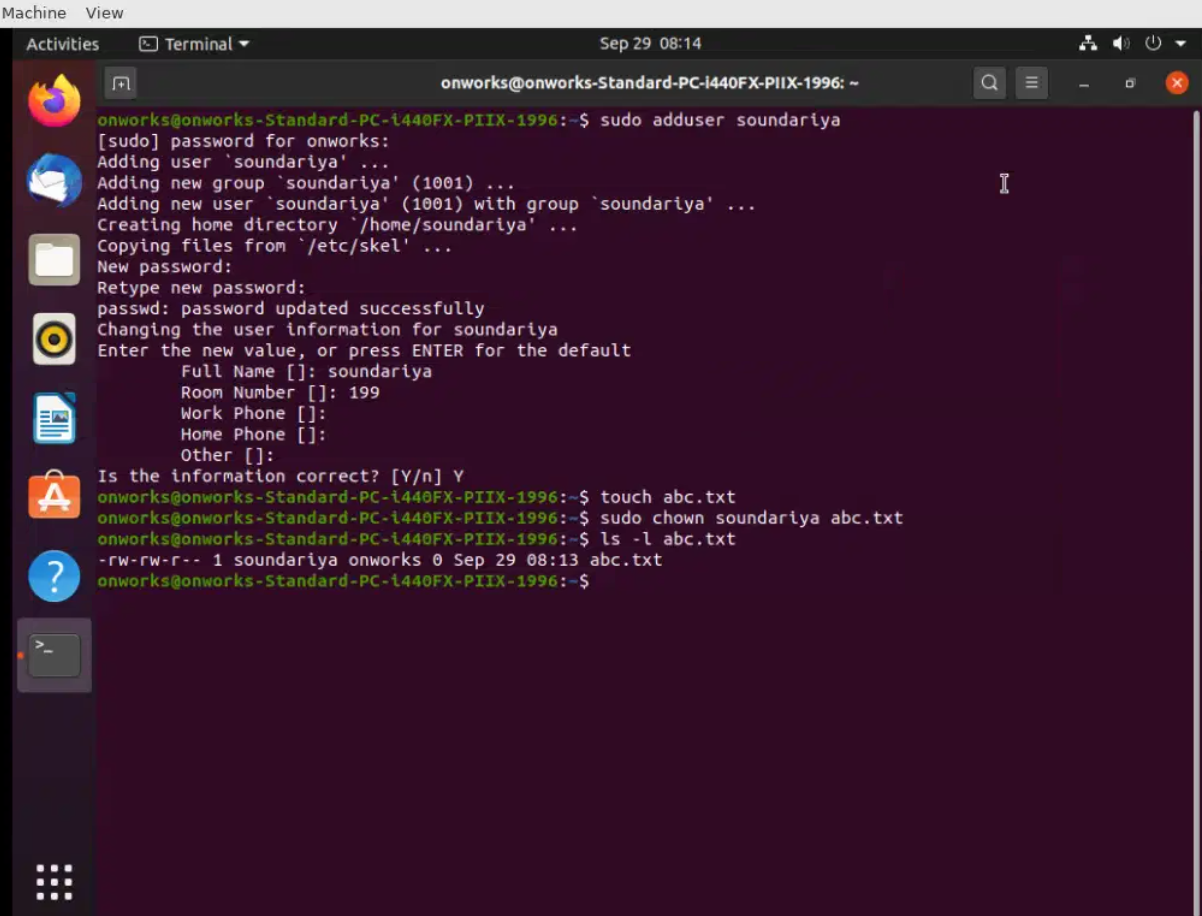 Machine View
Activities Terminal Sep 29 08:14
onworks@onworks-Standard-PC-i440FX-PIIX-1996: ~
onworks@onworks-Standard-PC-i440FX-PIIX-1996:~$ sudo adduser soundariya
[sudo] password for onworks:
Adding user `soundariya' ...
Adding new group `soundariya' (1001) ...
Adding new user `soundariya' (1001) with group `soundariya' ...
Creating home directory `/home/soundariya' ...
Copying files from `/etc/skel' ...
New password:
Retype new password:
passwd: password updated successfully
Changing the user information for soundariya
Enter the new value, or press ENTER for the default
Full Name []: soundariya
Room Number []: 199
Work Phone []:
Home Phone []:
Other []:
Is the information correct? [Y/n] Y
onworks@onworks-Standard-PC-i440FX-PIIX-1996:~$ touch abc.txt
onworks@onworks-Standard-PC-i440FX-PIIX-1996:~$ sudo chown soundariya abc.txt
onworks@onworks-Standard-PC-i440FX-PIIX-1996:~$ ls -l abc.txt
-rw-rw-r-- 1 soundariya onworks 0 Sep 29 08:13 abc.txt
onworks@onworks-Standard-PC-i440FX-PIIX-1996:~$